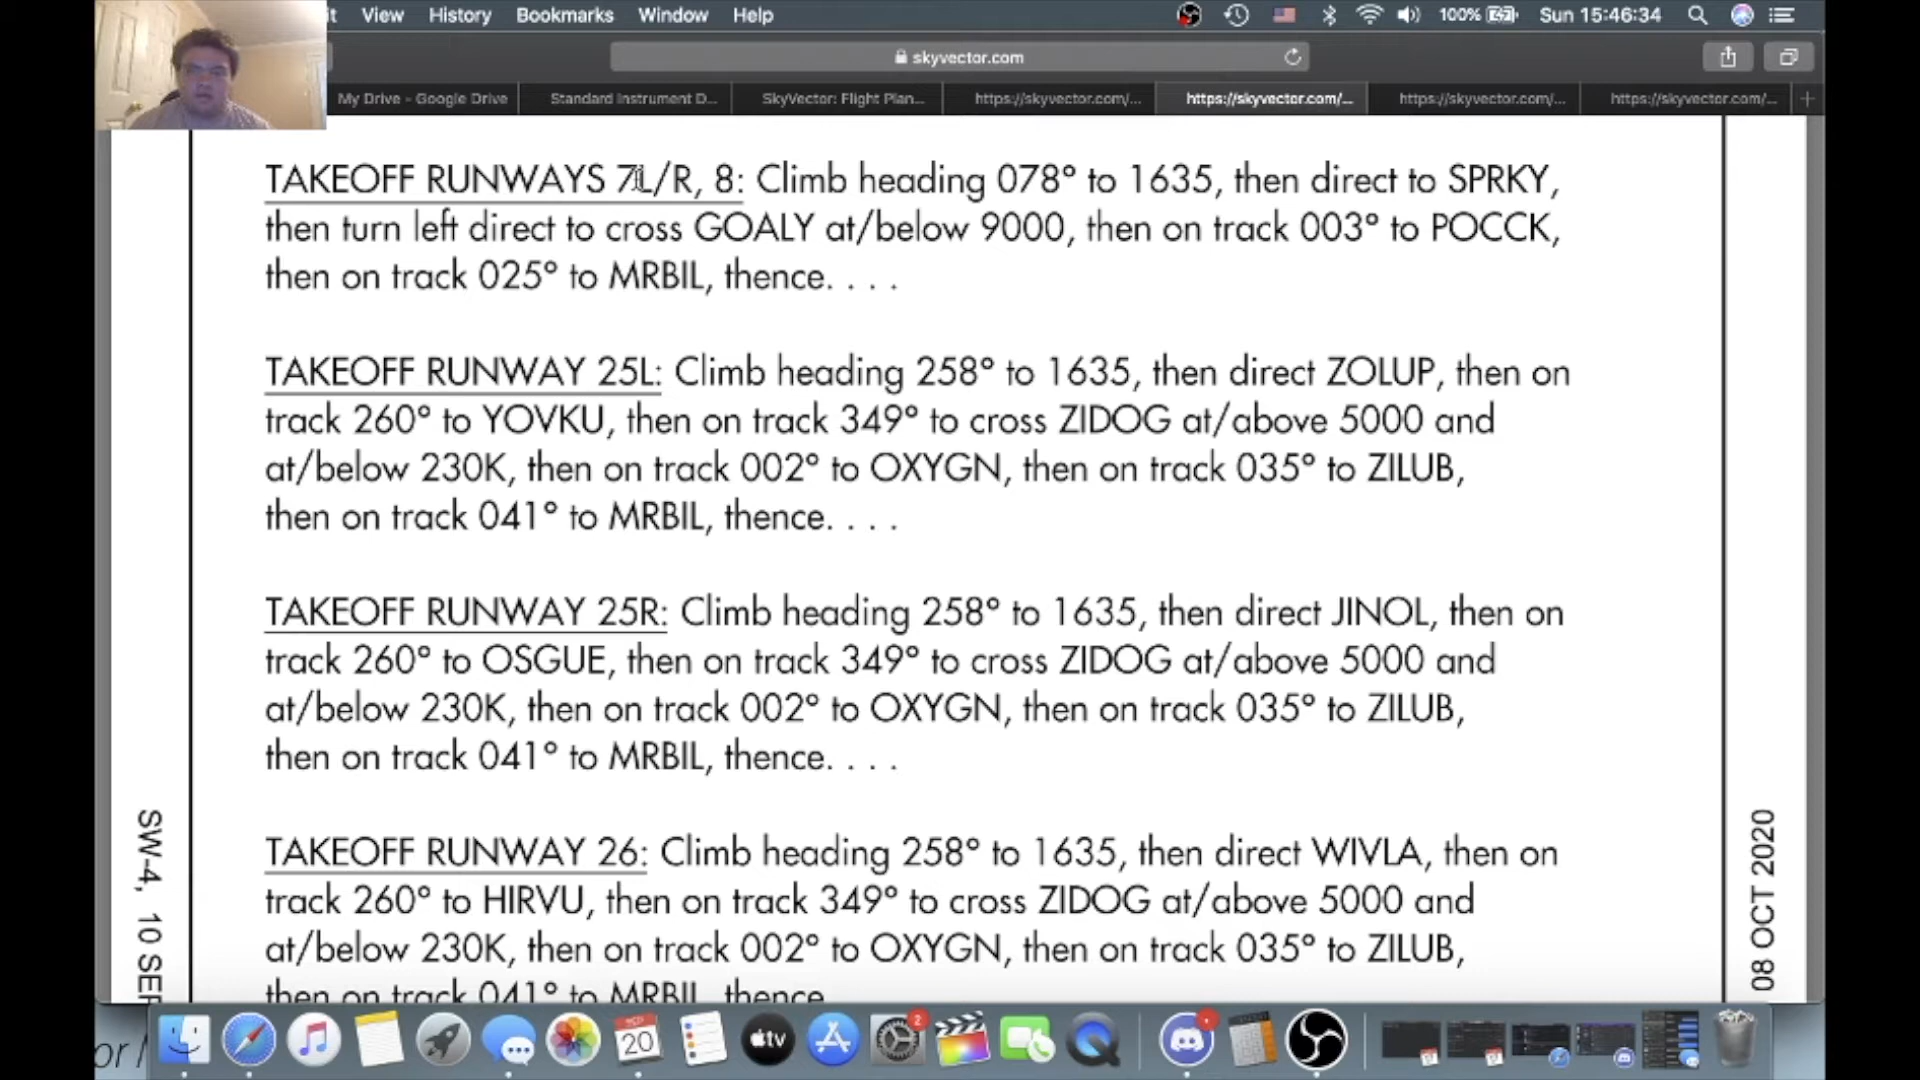 View History Bookmarks Window Help 100% Sun 15:46:34
skyvector.com
My Drive - Google Drive Standard Instrument D... SkyVector: Flight Plan... https://skyvector.com/... https://skyvector.com/... https://skyvector.com/... https://skyvector.com/...
TAKEOFF RUNWAYS 7L/R, 8: Climb heading 078° to 1635, then direct to SPRKY,
then turn left direct to cross GOALY at/below 9000, then on track 003° to POCCK,
then on track 025° to MRBIL, thence. . . .
TAKEOFF RUNWAY 25L: Climb heading 258° to 1635, then direct ZOLUP, then on
track 260° to YOVKU, then on track 349° to cross ZIDOG at/above 5000 and
at/below 230K, then on track 002° to OXYGN, then on track 035° to ZILUB,
then on track 041° to MRBIL, thence. . . .
TAKEOFF RUNWAY 25R: Climb heading 258° to 1635, then direct JINOL, then on
track 260° to OSGUE, then on track 349° to cross ZIDOG at/above 5000 and
at/below 230K, then on track 002° to OXYGN, then on track 035° to ZILUB,
then on track 041° to MRBIL, thence. . . .
TAKEOFF RUNWAY 26: Climb heading 258° to 1635, then direct WIVLA, then on
track 260° to HIRVU, then on track 349° to cross ZIDOG at/above 5000 and
at/below 230K, then on track 002° to OXYGN, then on track 035° to ZILUB,
then on track 041° to MRBIL, thence
SW-4, 10 SEP
08 OCT 2020
20
tv
2